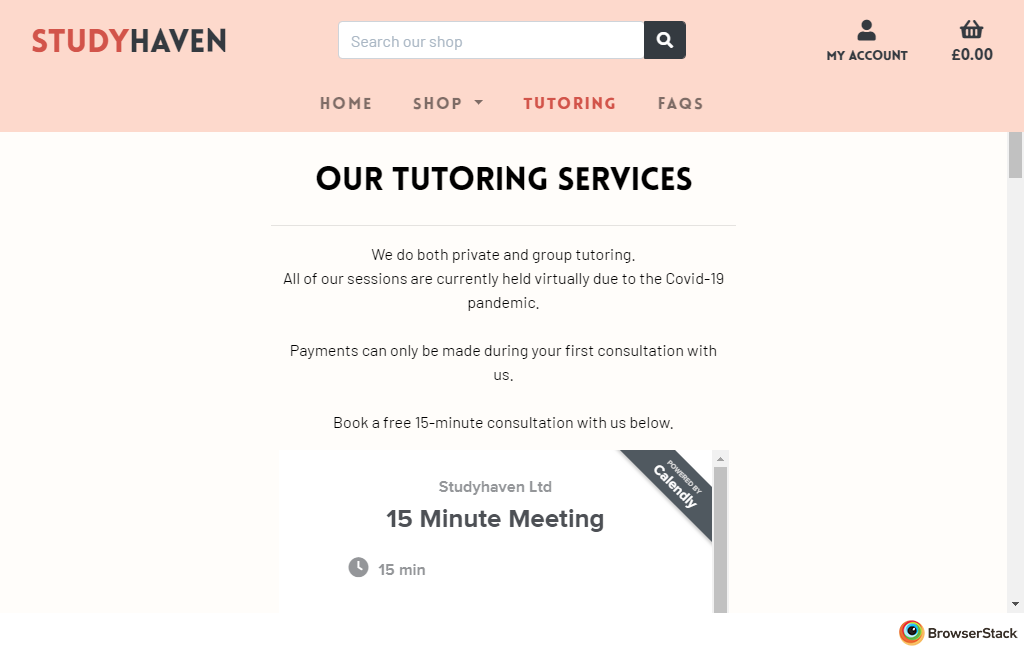 STUDYHAVEN
Search our shop
MY ACCOUNT
£0.00
HOME
SHOP
TUTORING
FAQS
OUR TUTORING SERVICES
We do both private and group tutoring.
All of our sessions are currently held virtually due to the Covid-19
pandemic.
Payments can only be made during your first consultation with
us.
Book a free 15-minute consultation with us below.
POWERED BY
Calendly
Studyhaven Ltd
15 Minute Meeting
15 min
BrowserStack